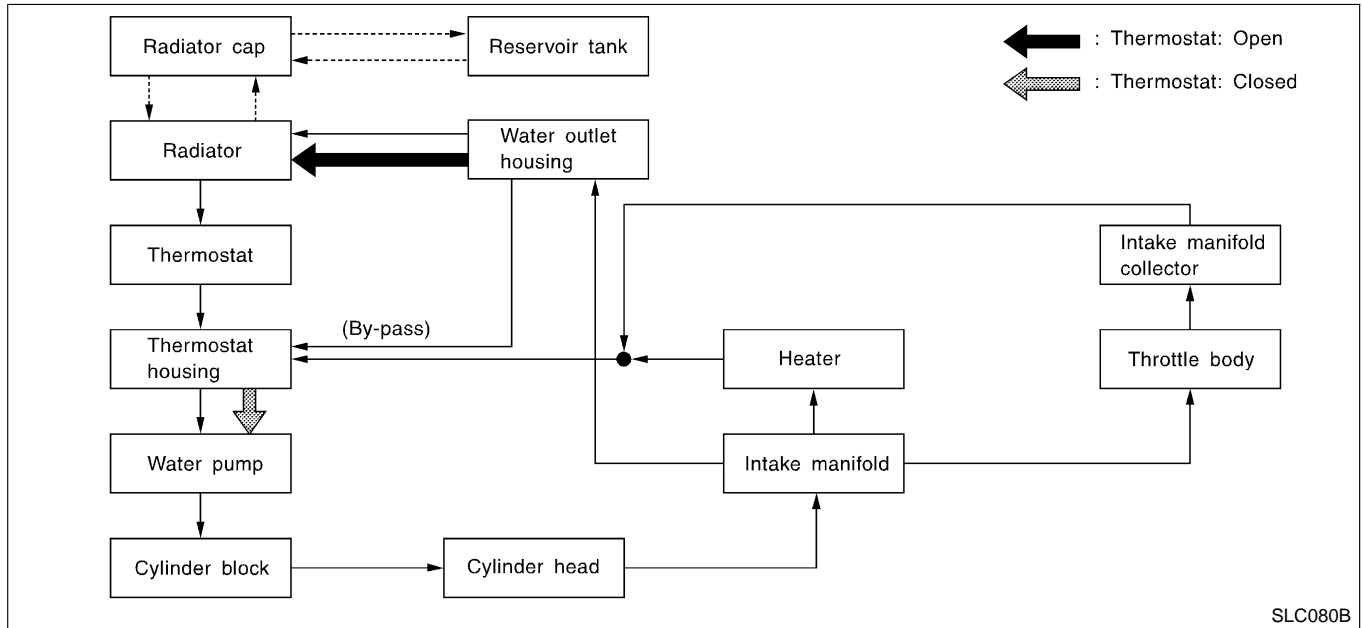 Radiator cap
Reservoir tank
: Thermostat: Open
: Thermostat: Closed
Radiator
Water outlet
housing
Thermostat
Intake manifold
collector
(By-pass)
Thermostat
housing
Heater
Throttle body
Water pump
Intake manifold
Cylinder block
Cylinder head
SLC080B